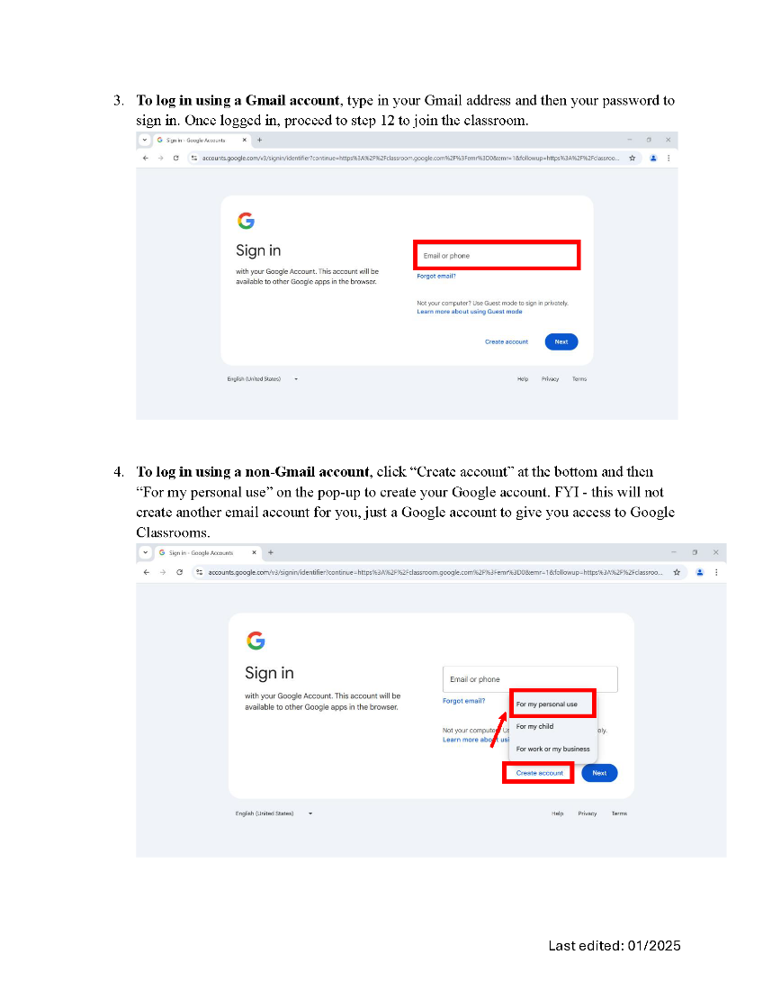 3. To log in using a Gmail account, type in your Gmail address and then your password to
sign in. Once logged in, proceed to step 12 to join the classroom.
Sign in - Google Accounts
accounts.google.com/v3/signin/identifier?continue=https%3A%2F%2Fclassroom.google.com%2F%3Femr%3D0&emr=1&followup=https%3A%2F%2Fclassroo...
Sign in
with your Google Account. This account will be
available to other Google apps in the browser.
Email or phone
Forgot email?
Not your computer? Use Guest mode to sign in privately.
Learn more about using Guest mode
Create account Next
English (United States) Help Privacy Terms
4. To log in using a non-Gmail account, click “Create account” at the bottom and then
“For my personal use” on the pop-up to create your Google account. FYI - this will not
create another email account for you, just a Google account to give you access to Google
Classrooms.
Sign in - Google Accounts
accounts.google.com/v3/signin/identifier?continue=https%3A%2F%2Fclassroom.google.com%2F%3Femr%3D0&emr=1&followup=https%3A%2F%2Fclassroo...
Sign in
with your Google Account. This account will be
available to other Google apps in the browser.
Email or phone
Forgot email?
For my personal use
For my child
For work or my business
Not your compute Us ely.
Learn more about usi
Create account Next
English (United States) Help Privacy Terms
Last edited: 01/2025